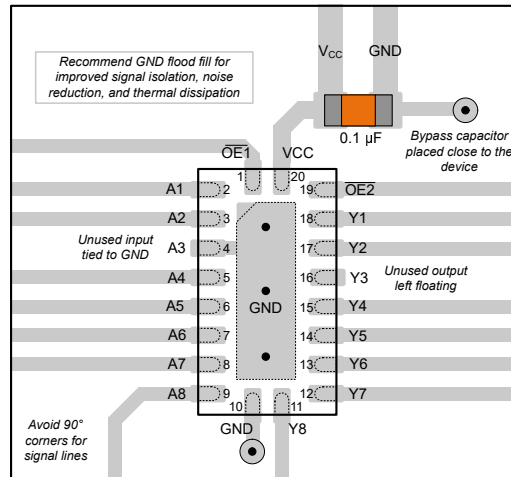 Recommend GND flood fill for
improved signal isolation, noise
reduction, and thermal dissipation
VCC GND
0.1 µF
Bypass capacitor
placed close to the
device
OE1 VCC
1 20
A1 2 19 OE2
A2 3 18 Y1
Unused input
tied to GND
A3 4 17 Y2
A4 5 16 Y3
Unused output
left floating
A5 6 15 Y4
GND
A6 7 14 Y5
A7 8 13 Y6
A8 9 12 Y7
10 11
GND Y8
Avoid 90°
corners for
signal lines